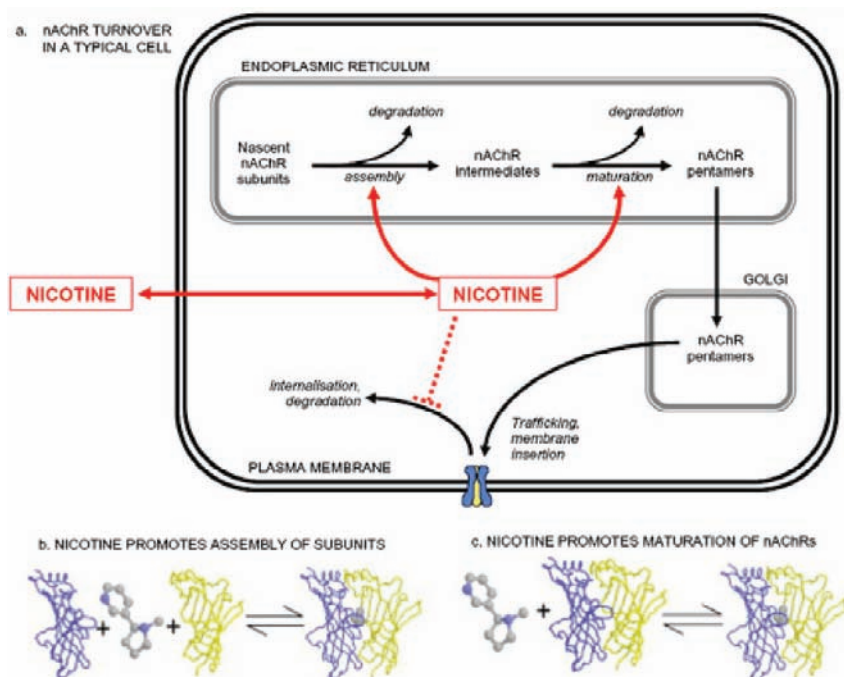 a. nAChR TURNOVER
IN A TYPICAL CELL
ENDOPLASMIC RETICULUM
degradation
degradation
Nascent
nAChR
subunits
assembly
nAChR
intermediates
maturation
nAChR
pentamers
NICOTINE
NICOTINE
GOLGI
nAChR
pentamers
Internalisation,
degradation
Trafficking,
membrane
insertion
PLASMA MEMBRANE
b. NICOTINE PROMOTES ASSEMBLY OF SUBUNITS
+ +
c. NICOTINE PROMOTES MATURATION OF nAChRs
+